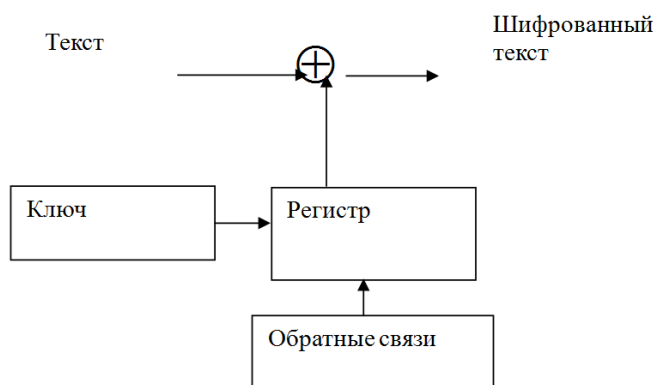 Текст
Шифрованный
текст
Ключ
Регистр
Обратные связи